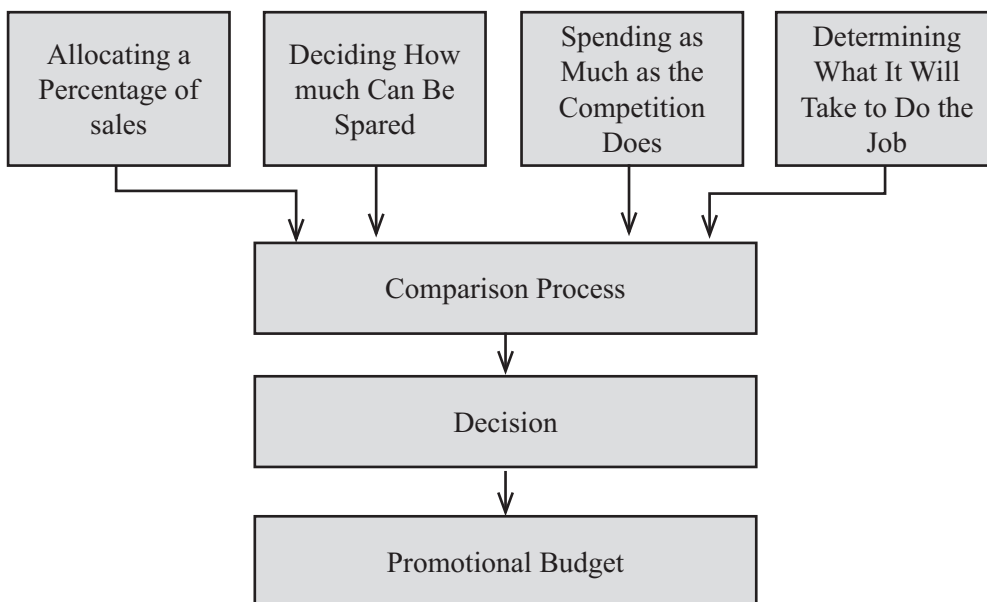 Allocating a
Percentage of
sales
Deciding How
much Can Be
Spared
Spending as
Much as the
Competition
Does
Determining
What It Will
Take to Do the
Job
Comparison Process
Decision
Promotional Budget